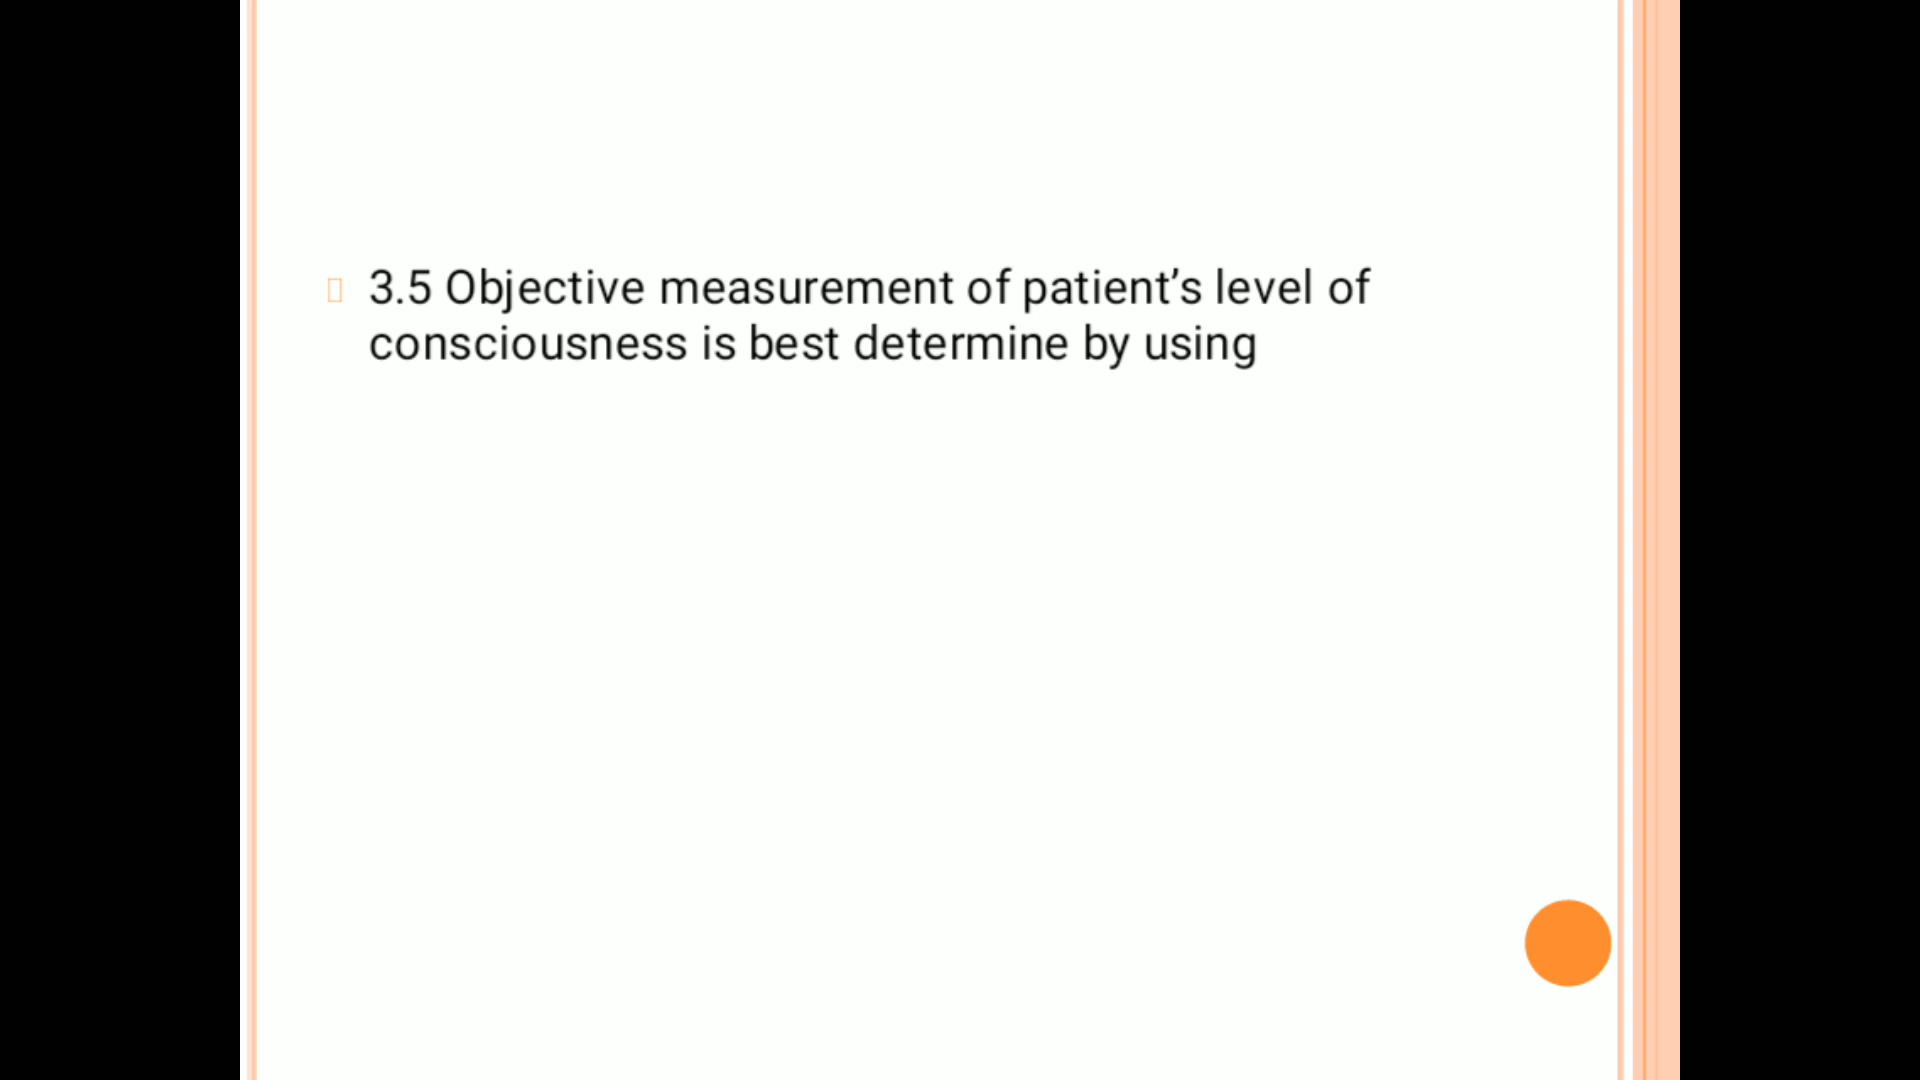 3.5 Objective measurement of patient’s level of
consciousness is best determine by using